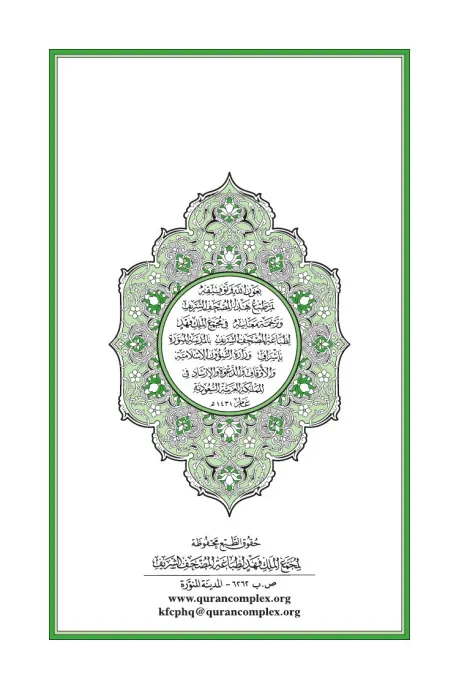 بعون الله وتوفيقه
تم طبع هذا المصحف الشريف
وترجمة معانيه في مجمع الملك فهد
لطباعة المصحف الشريف بالمدينة المنورة
بإشراف وزارة الشؤون الإسلامية
والأوقاف والدعوة والإرشاد في
المملكة العربية السعودية
عام ١٤٣١ هـ
حقوق الطبع محفوظة
لمجمع الملك فهد لطباعة المصحف الشريف
ص.ب ٦٢٦٢ - المدينة المنورة
www.qurancomplex.org
kfcphq@qurancomplex.org